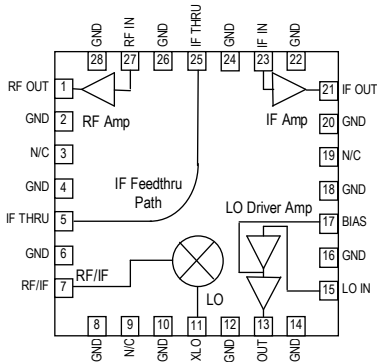 GND
RF IN
GND
IF THRU
GND
IF IN
GND
28
27
26
25
24
23
22
RF OUT 1
21 IF OUT
RF Amp
IF Amp
GND 2
20 GND
N/C 3
19 N/C
GND 4
18 GND
IF Feedthru
Path
LO Driver Amp
IF THRU 5
17 BIAS
GND 6
16 GND
RF/IF 7
RF/IF
15 LO IN
LO
8
9
10
11
12
13
14
GND
N/C
GND
XLO
GND
OUT
GND